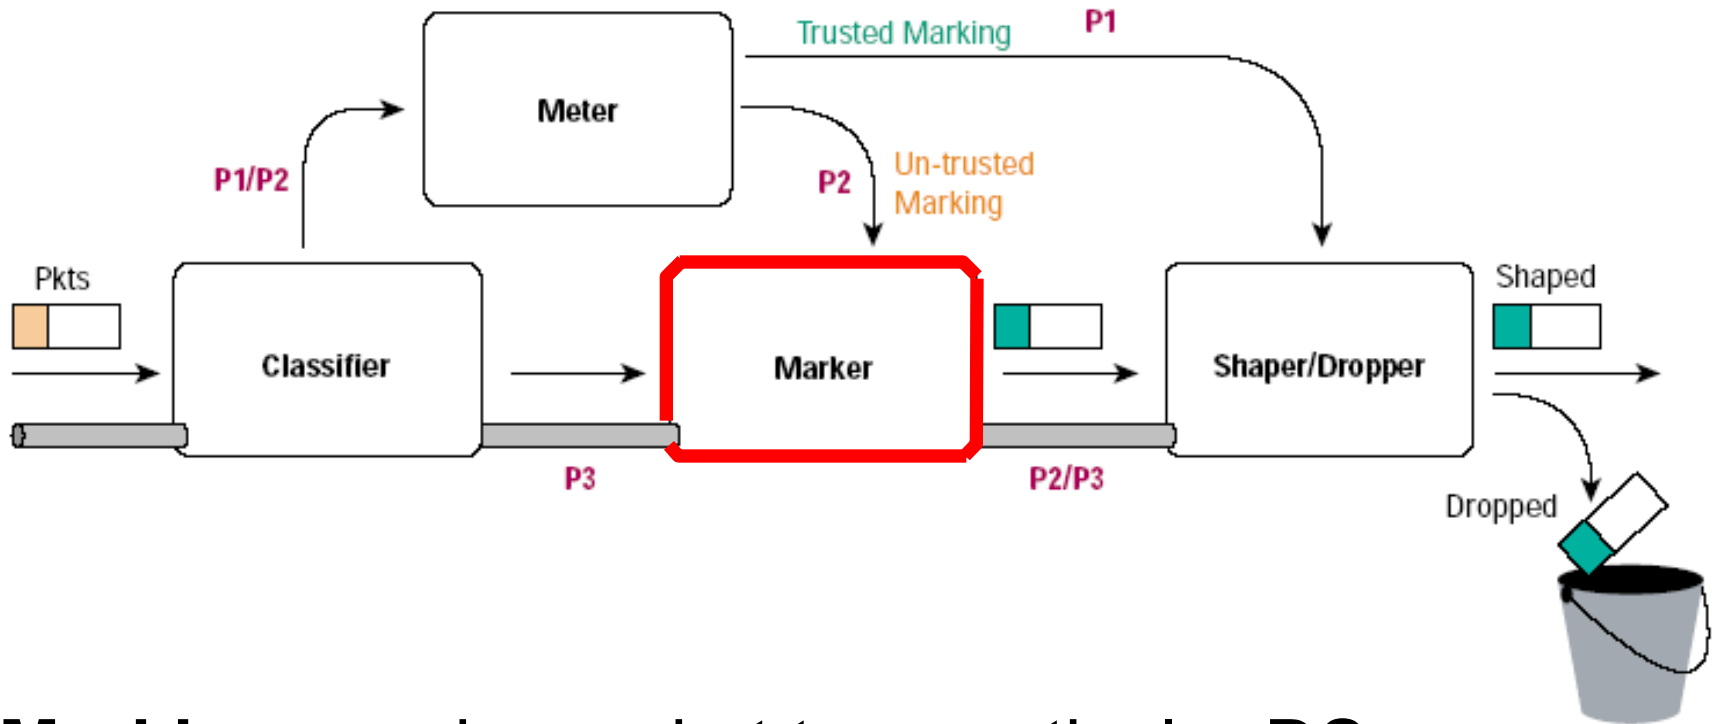 Trusted Marking
P1
Meter
P1/P2
P2
Un-trusted
Marking
Pkts
Classifier
Marker
Shaper/Dropper
Shaped
P3
P2/P3
Dropped